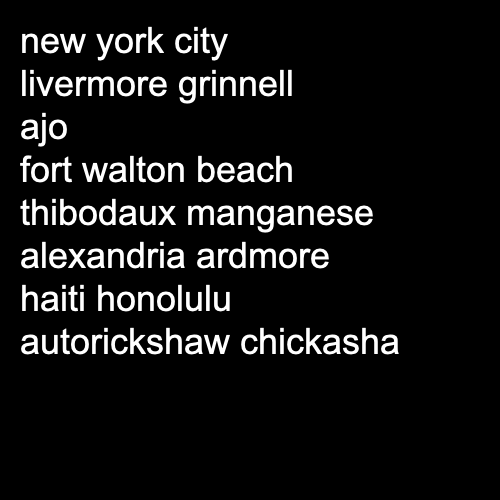 new york city
livermore grinnell
ajo
fort walton beach
thibodaux manganese
alexandria ardmore
haiti honolulu
autorickshaw chickasha